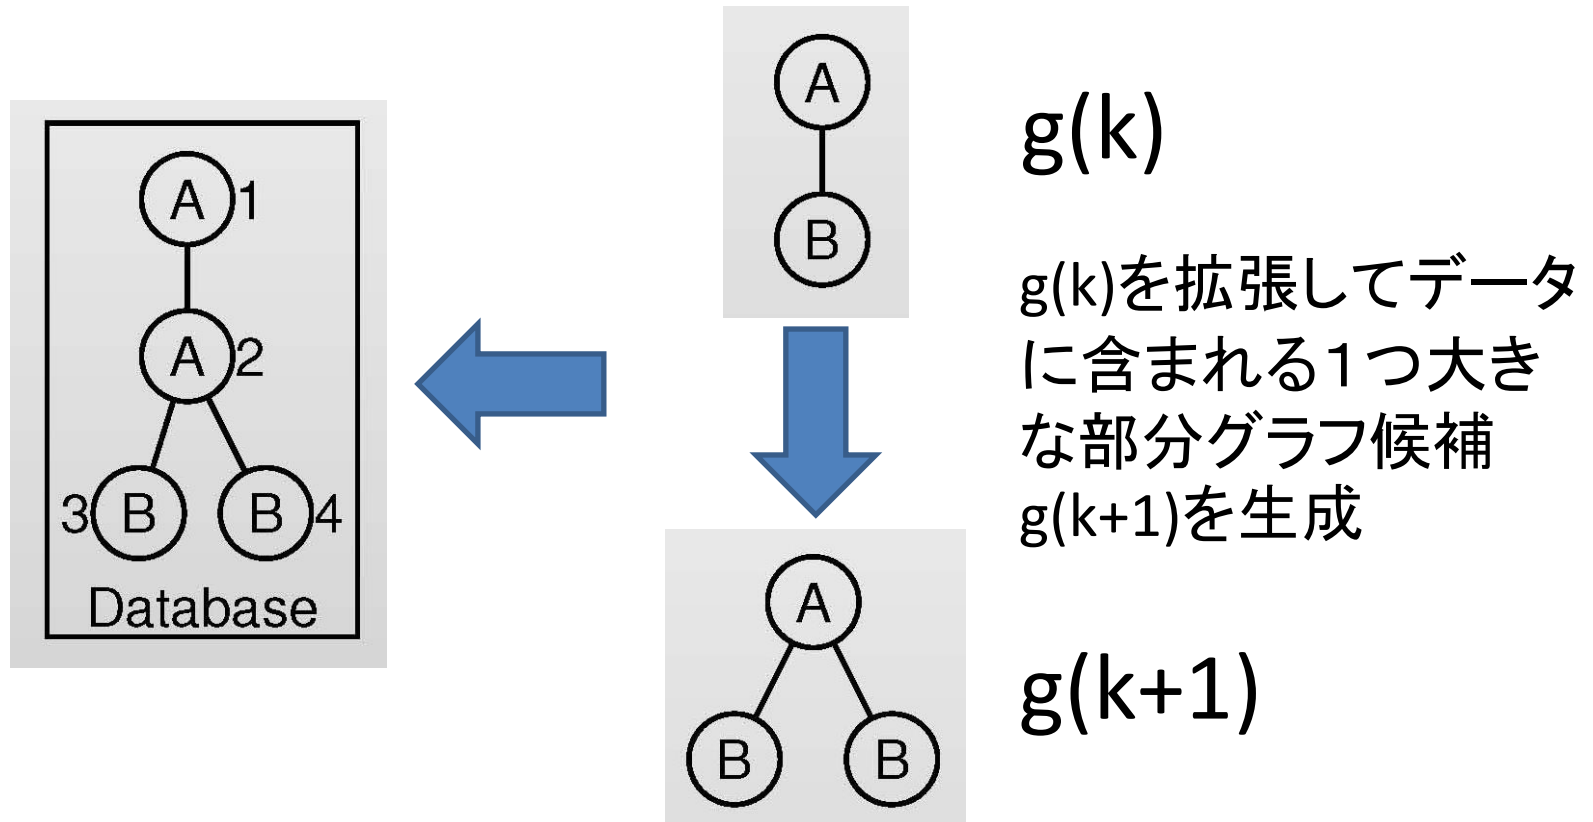 A 1
A 2
3 B B 4
Database
A
B
g(k)
g(k)を拡張してデータ
に含まれる１つ大き
な部分グラフ候補
g(k+1)を生成
A
B B
g(k+1)